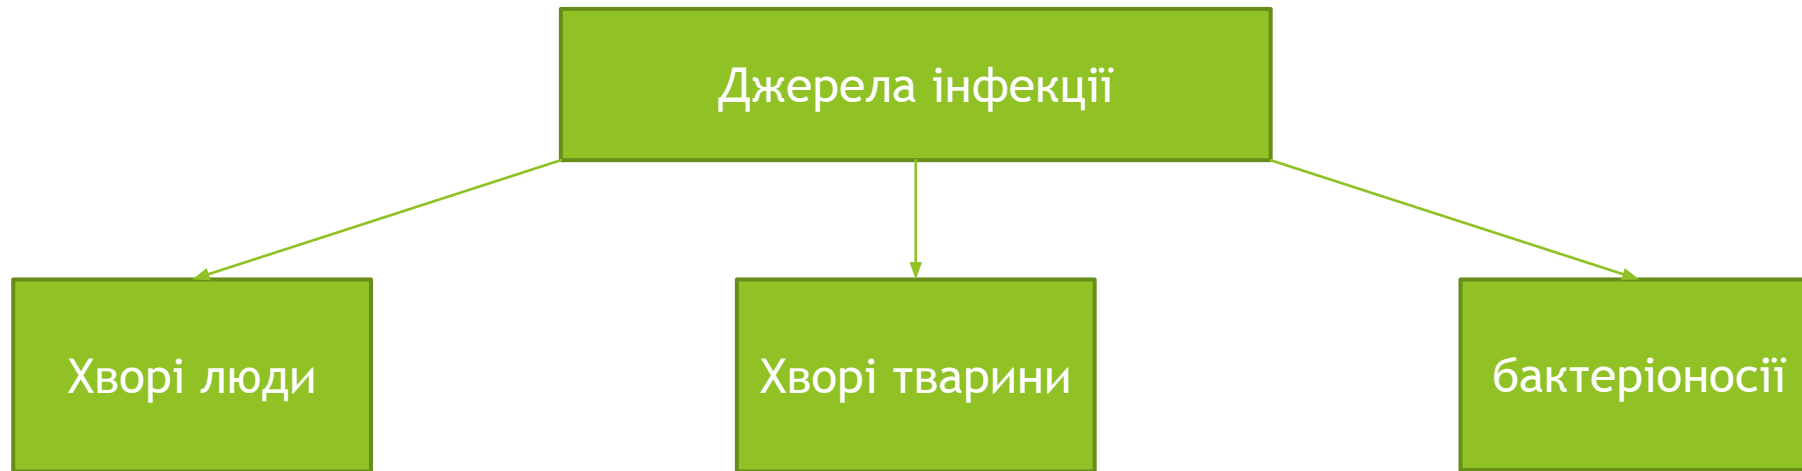 Джерела інфекції
Хворі люди
Хворі тварини
бактеріоносії